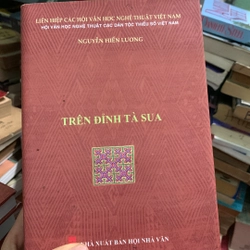 LIÊN HIỆP CÁC HỘI VĂN HỌC NGHỆ THUẬT VIỆT NAM
HỘI VĂN HỌC NGHỆ THUẬT CÁC DÂN TỘC THIỂU SỐ VIỆT NAM
NGUYỄN HIỀN LƯƠNG
TRÊN ĐỈNH TÀ SUA
NHÀ XUẤT BẢN HỘI NHÀ VĂN